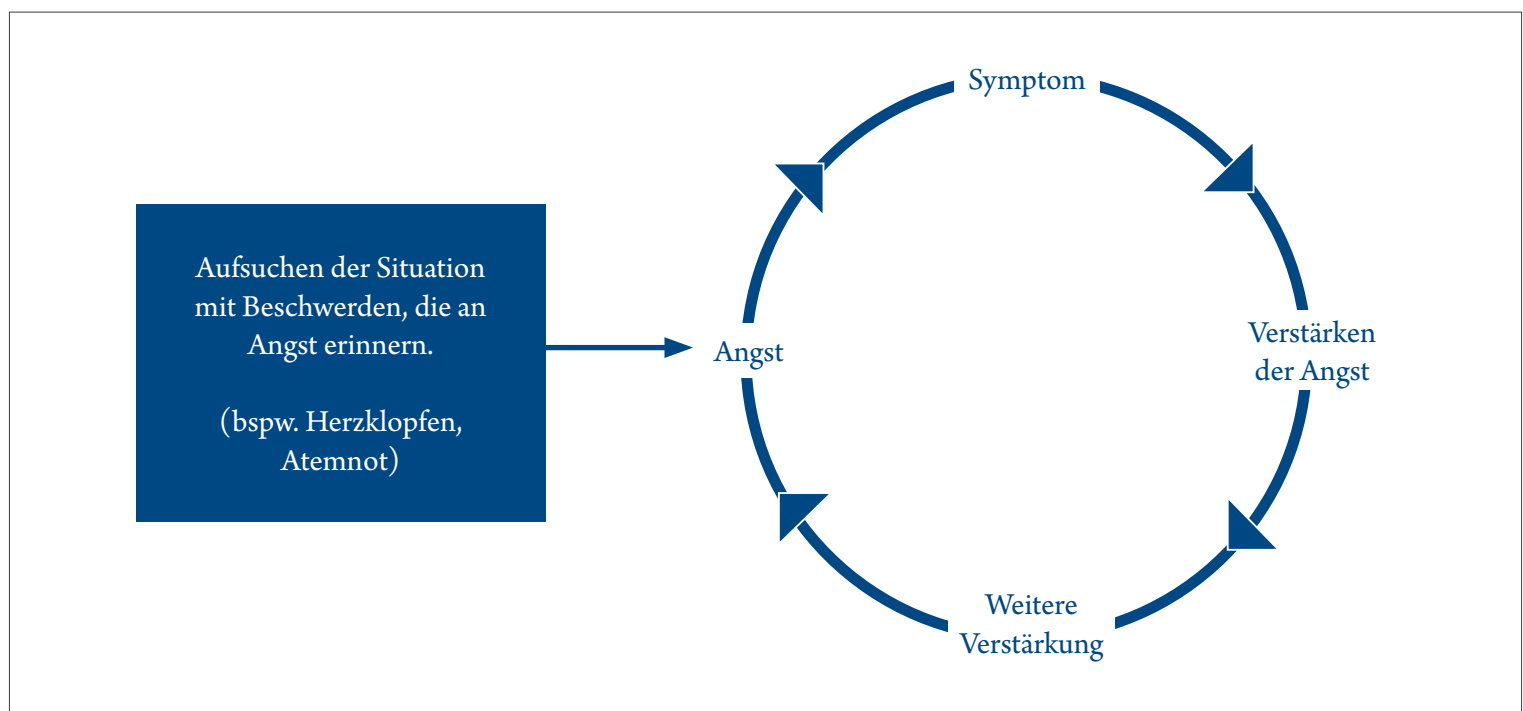 Symptom
Aufsuchen der Situation
mit Beschwerden, die an
Angst erinnern.
(bspw. Herzklopfen,
Atemnot)
Angst
Verstärken
der Angst
Weitere
Verstärkung